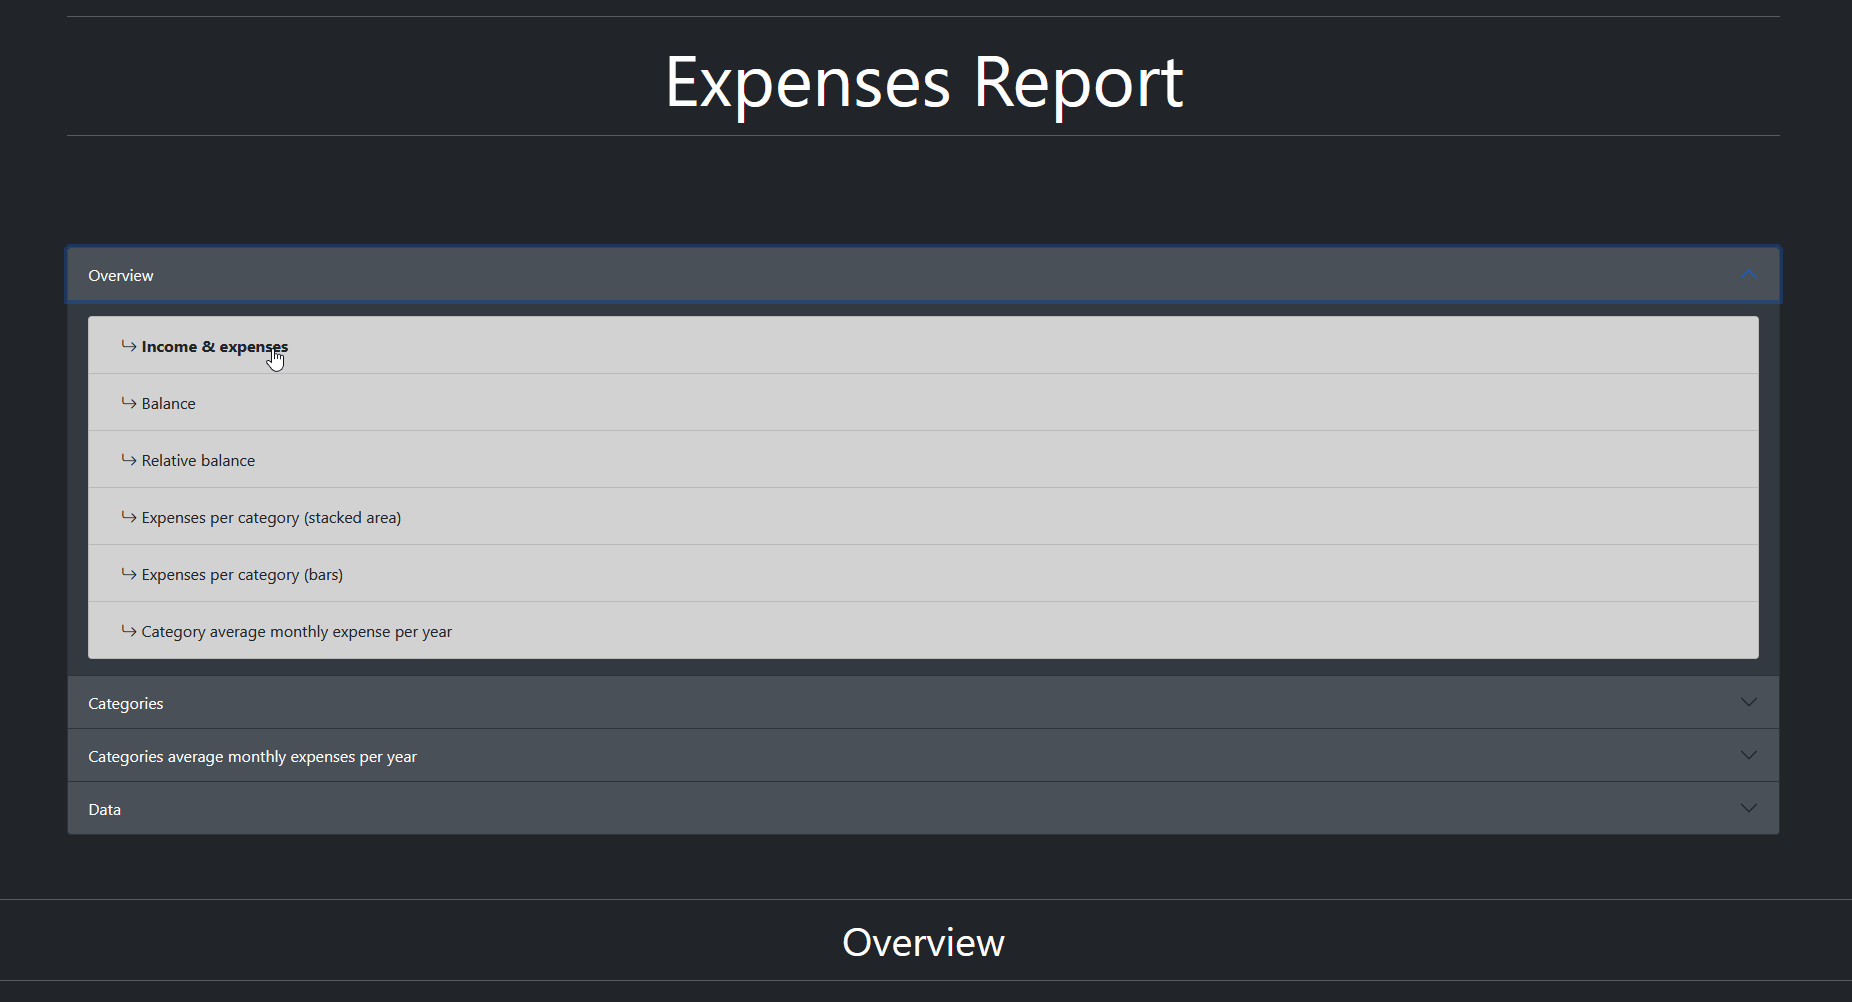 Expenses Report
Overview
Income & expenses
Balance
Relative balance
Expenses per category (stacked area)
Expenses per category (bars)
Category average monthly expense per year
Categories
Categories average monthly expenses per year
Data
Overview